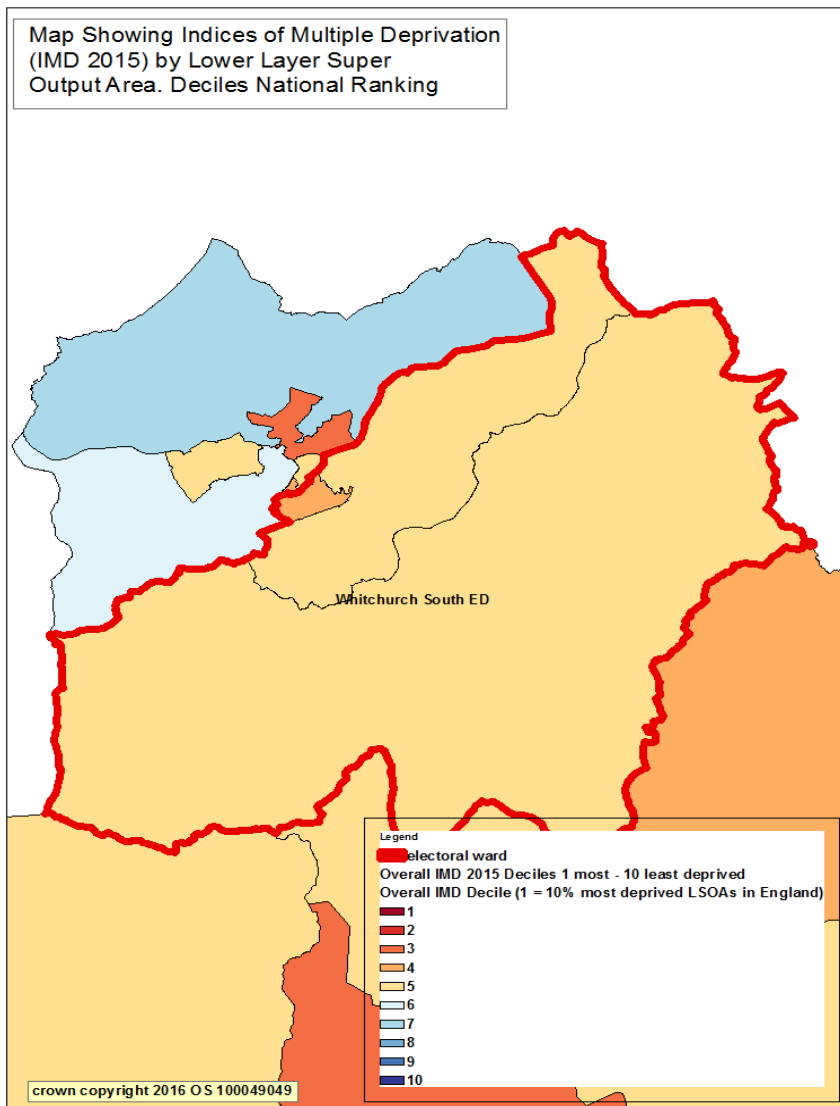 Map Showing Indices of Multiple Deprivation
(IMD 2015) by Lower Layer Super
Output Area. Deciles National Ranking
Whitchurch South ED
Legend
electoral ward
Overall IMD 2015 Deciles 1 most - 10 least deprived
Overall IMD Decile (1 = 10% most deprived LSOAs in England)
1
2
3
4
5
6
7
8
9
10
crown copyright 2016 OS 100049049